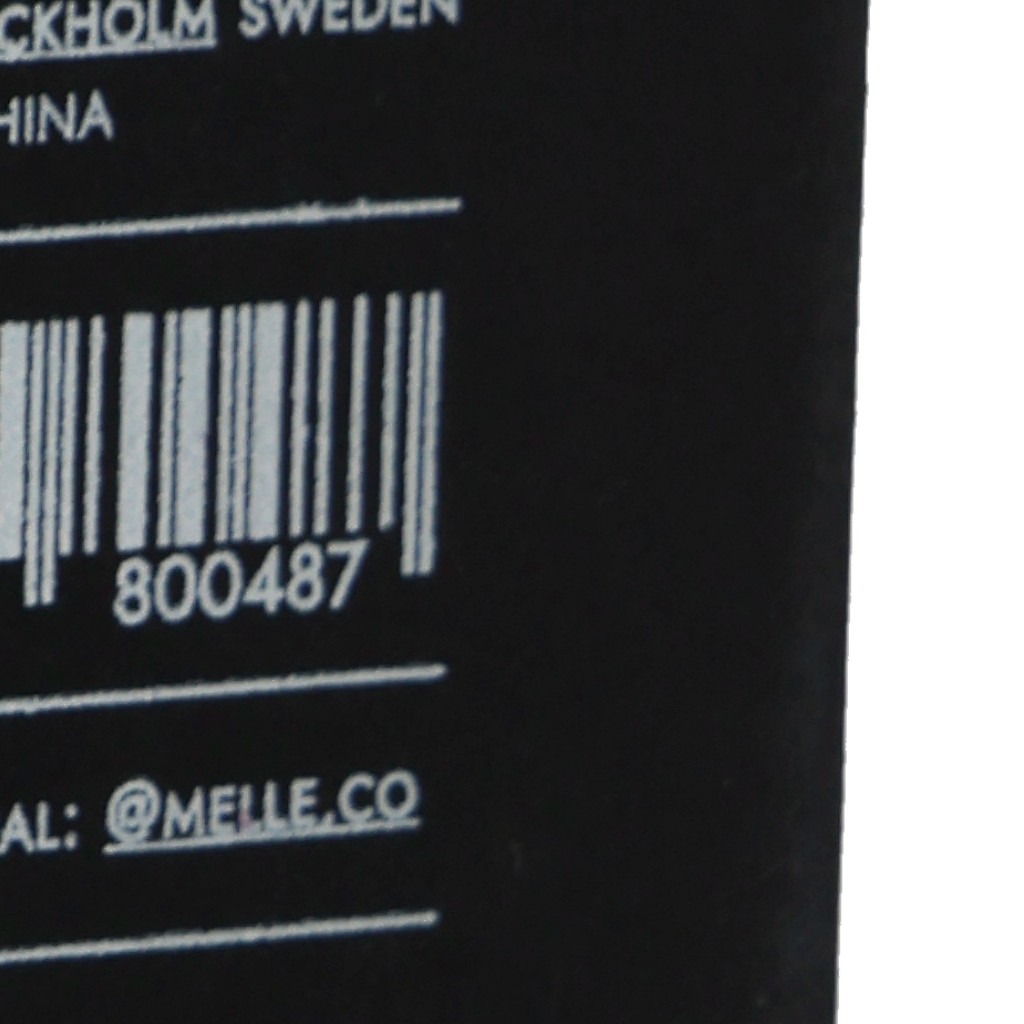 CKHOLM SWEDEN
HINA
800487
AL: @MELLE.CO